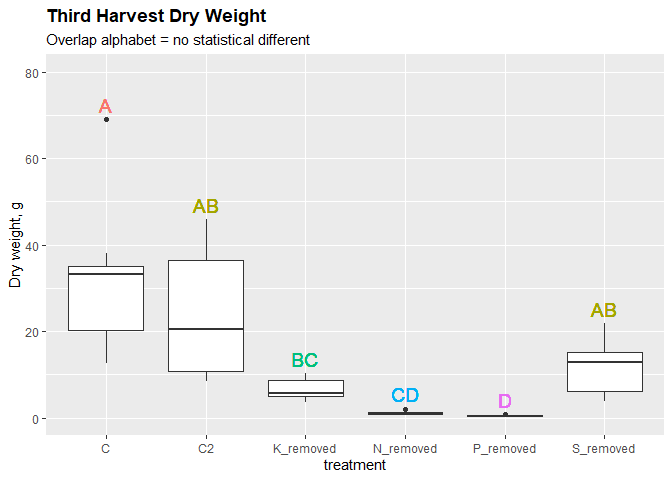 Third Harvest Dry Weight
Overlap alphabet = no statistical different
Dry weight, g
80
60
40
20
0
A
AB
BC
CD
D
AB
C C2 K_removed N_removed P_removed S_removed
treatment